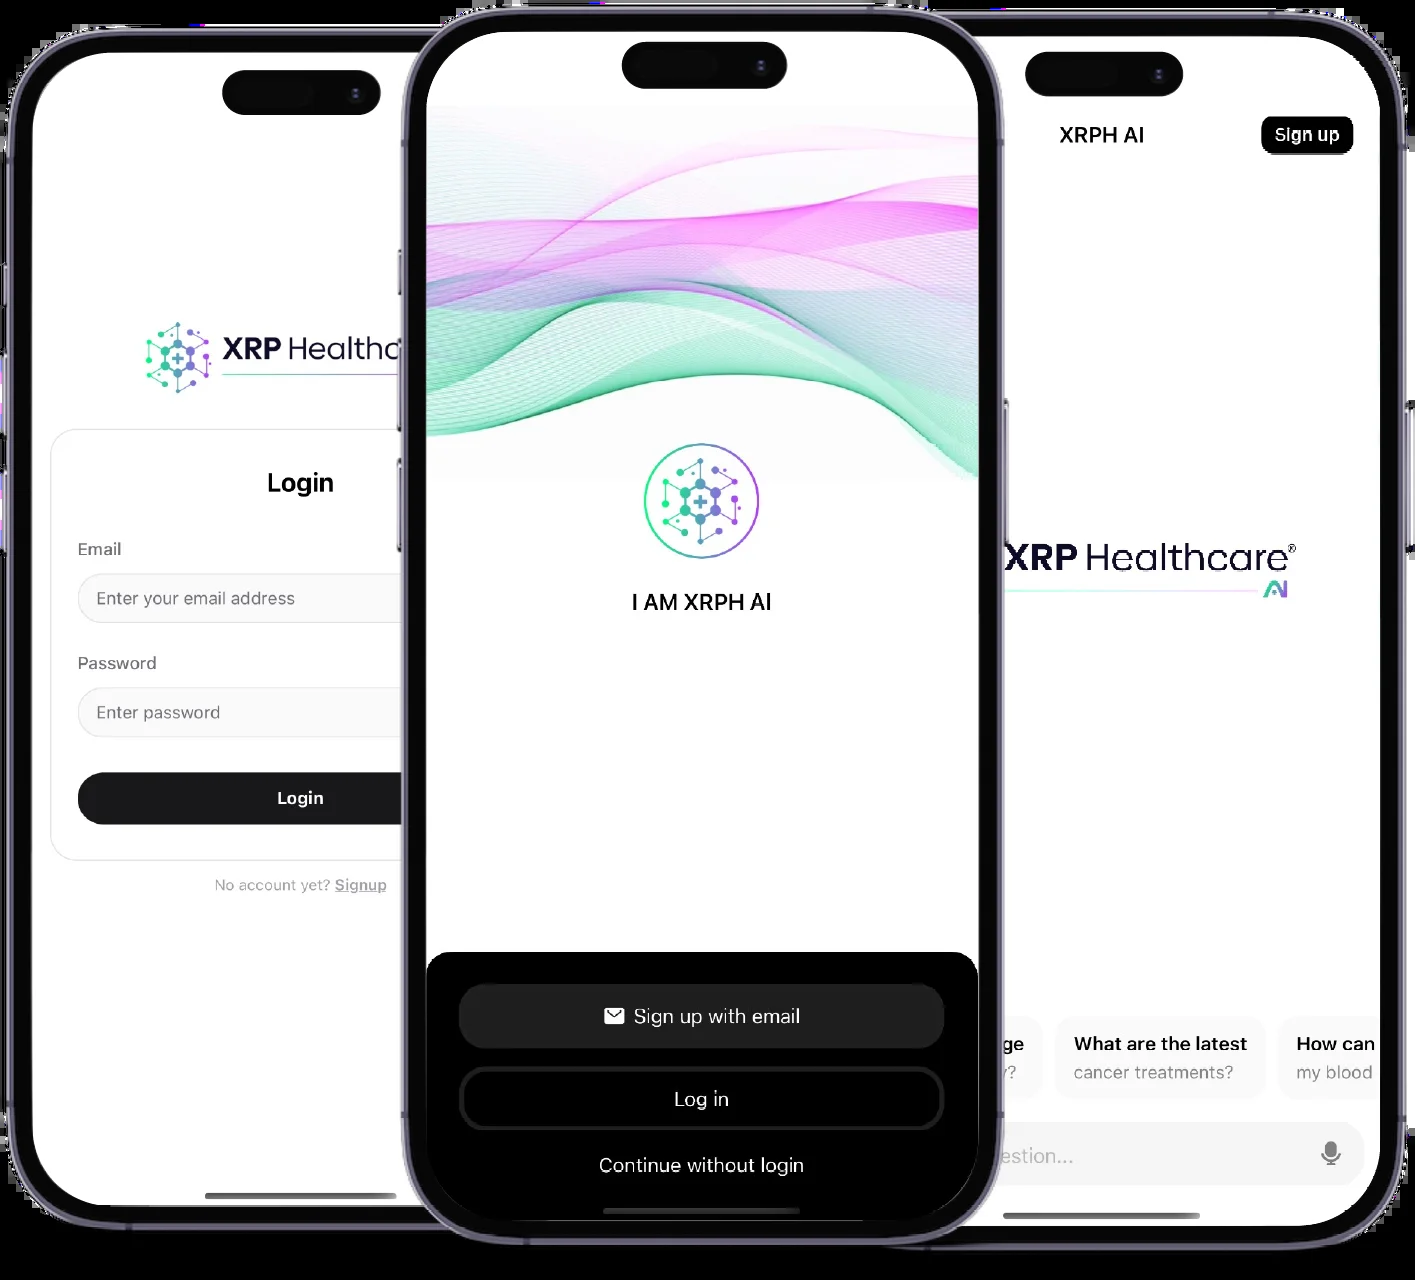 XRP Healthc
Login
Email
Enter your email address
Password
Enter password
Login
No account yet? Signup
I AM XRPH AI
Sign up with email
Log in
Continue without login
XRPH AI
Sign up
XRP Healthcare®
AI
ge
What are the latest
How can
y?
cancer treatments?
my blood
estion...